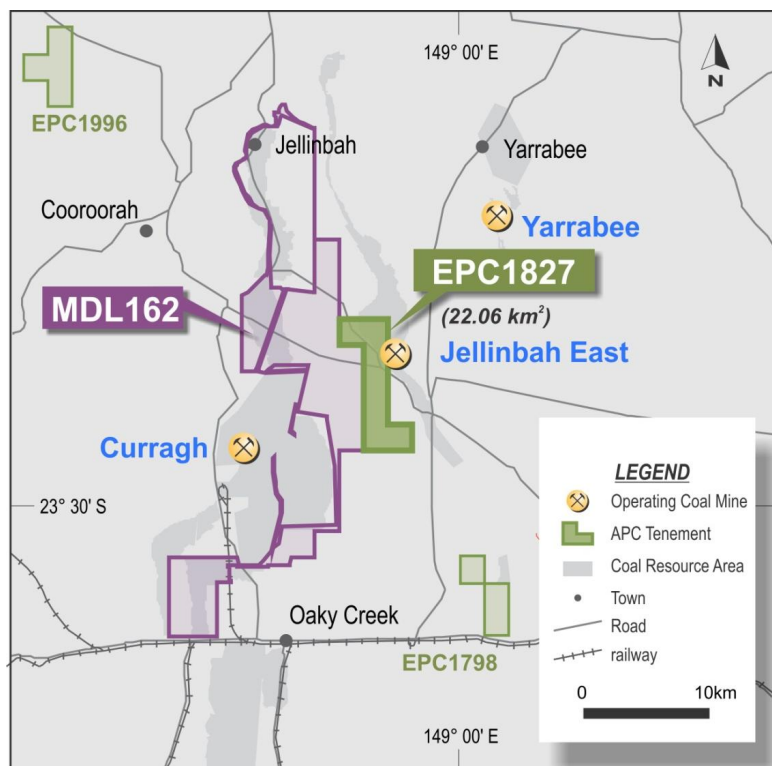 149° 00' E
N
EPC1996
Jellinbah
Yarrabee
Cooroorah
Yarrabee
EPC1827
MDL162
(22.06 km²)
Jellinbah East
Curragh
23° 30' S
LEGEND
Operating Coal Mine
APC Tenement
Coal Resource Area
Town
Road
railway
0 10km
Oaky Creek
EPC1798
149° 00' E